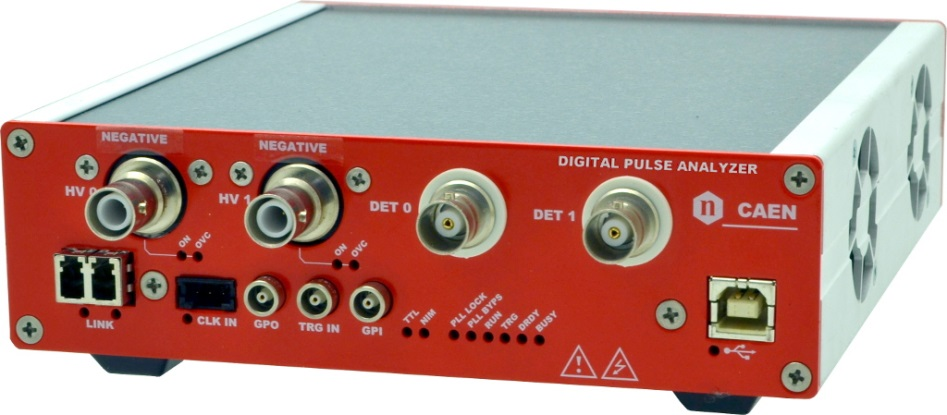 NEGATIVE
NEGATIVE
DIGITAL PULSE ANALYZER
HV 0
HV 1
DET 0
DET 1
n CAEN
ON
OVC
ON
OVC
LINK
CLK IN
GPO
TRG IN
GPI
TTL
NIM
PLL LOCK
PLL BYPS
RUN
TRG
DRDY
BUSY